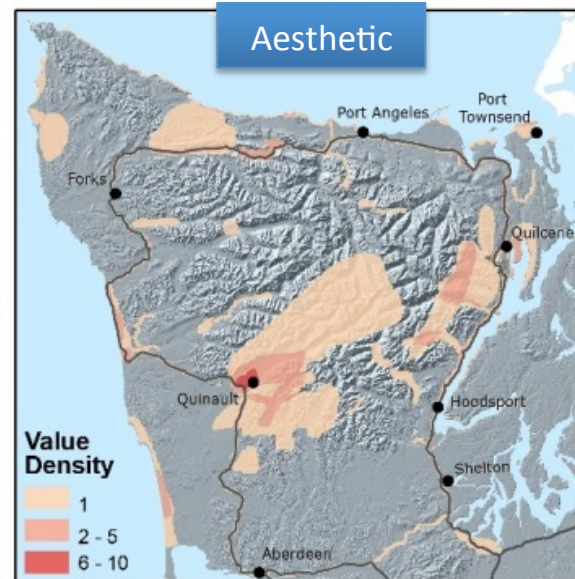 Aesthetic
Port Angeles
Port
Townsend
Forks
Quilcene
Quinault
Hoodsport
Value
Density
Shelton
1
2 - 5
6 - 10
Aberdeen